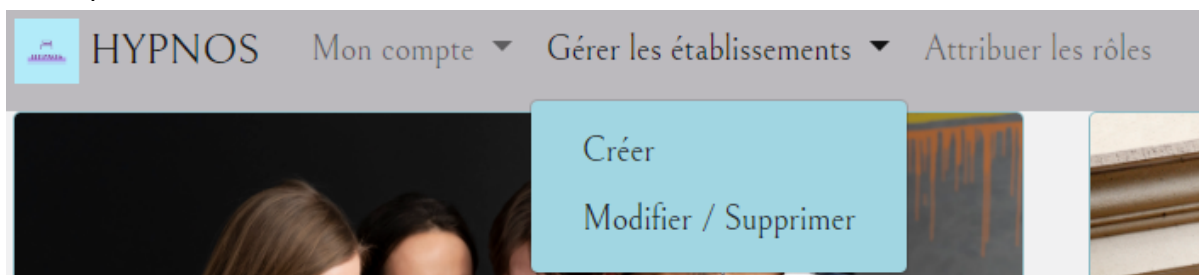 HYPNOS Mon compte Gérer les établissements Attribuer les rôles
Créer
Modifier / Supprimer